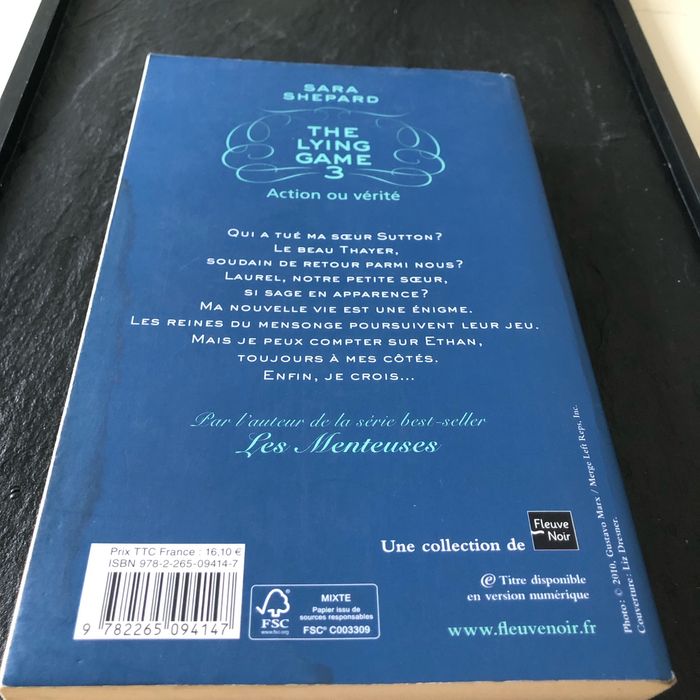 SARA
SHEPARD
THE
LYING
GAME
3
Action ou vérité
QUI A TUÉ MA SŒUR SUTTON?
LE BEAU THAYER,
SOUDAIN DE RETOUR PARMI NOUS?
LAUREL, NOTRE PETITE SŒUR,
SI SAGE EN APPARENCE?
MA NOUVELLE VIE EST UNE ÉNIGME.
LES REINES DU MENSONGE POURSUIVENT LEUR JEU.
MAIS JE PEUX COMPTER SUR ETHAN,
TOUJOURS À MES CÔTÉS.
ENFIN, JE CROIS...
Par l'auteur de la série best-seller
Les Menteuses
Prix TTC France : 16,10 €
ISBN 978-2-265-09414-7
9 782265 094147
FSC
www.fsc.org
MIXTE
Papier issu de
sources responsables
FSC® C003309
Une collection de
Fleuve
Noir
e Titre disponible
en version numérique
www.fleuvenoir.fr
Photo : © 2010, Gustavo Marx / Merge Left Reps, Inc.
Couverture : Liz Dresner.